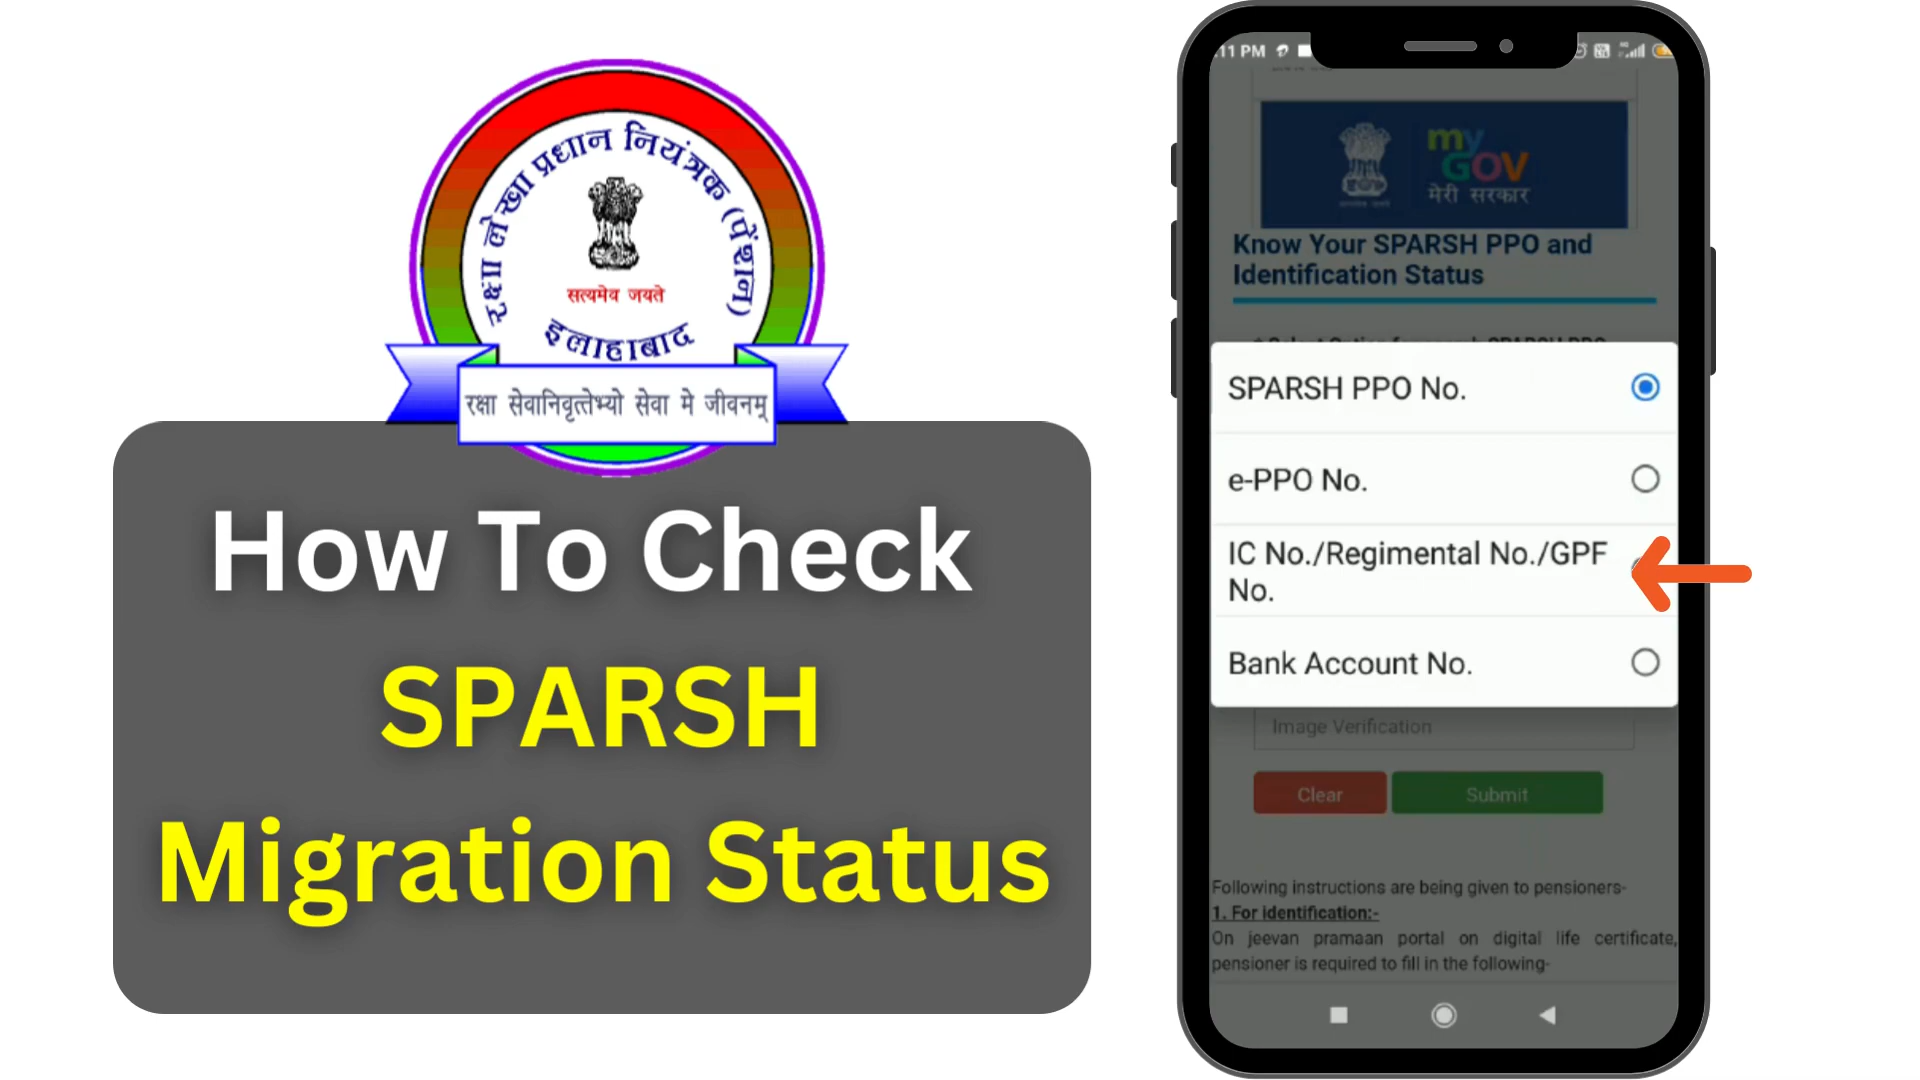 रक्षा लेखा प्रधान नियंत्रक (पेंशन)
सत्यमेव जयते
इलाहाबाद
रक्षा सेवानिवृत्तेभ्यो सेवा मे जीवनम्
How To Check
SPARSH
Migration Status
:11 PM
my
GOV
मेरी सरकार
Know Your SPARSH PPO and
Identification Status
SPARSH PPO No.
e-PPO No.
IC No./Regimental No./GPF
No.
Bank Account No.
Image Verification
Clear
Submit
Following instructions are being given to pensioners-
1. For identification:-
On jeevan pramaan portal on digital life certificate,
pensioner is required to fill in the following-